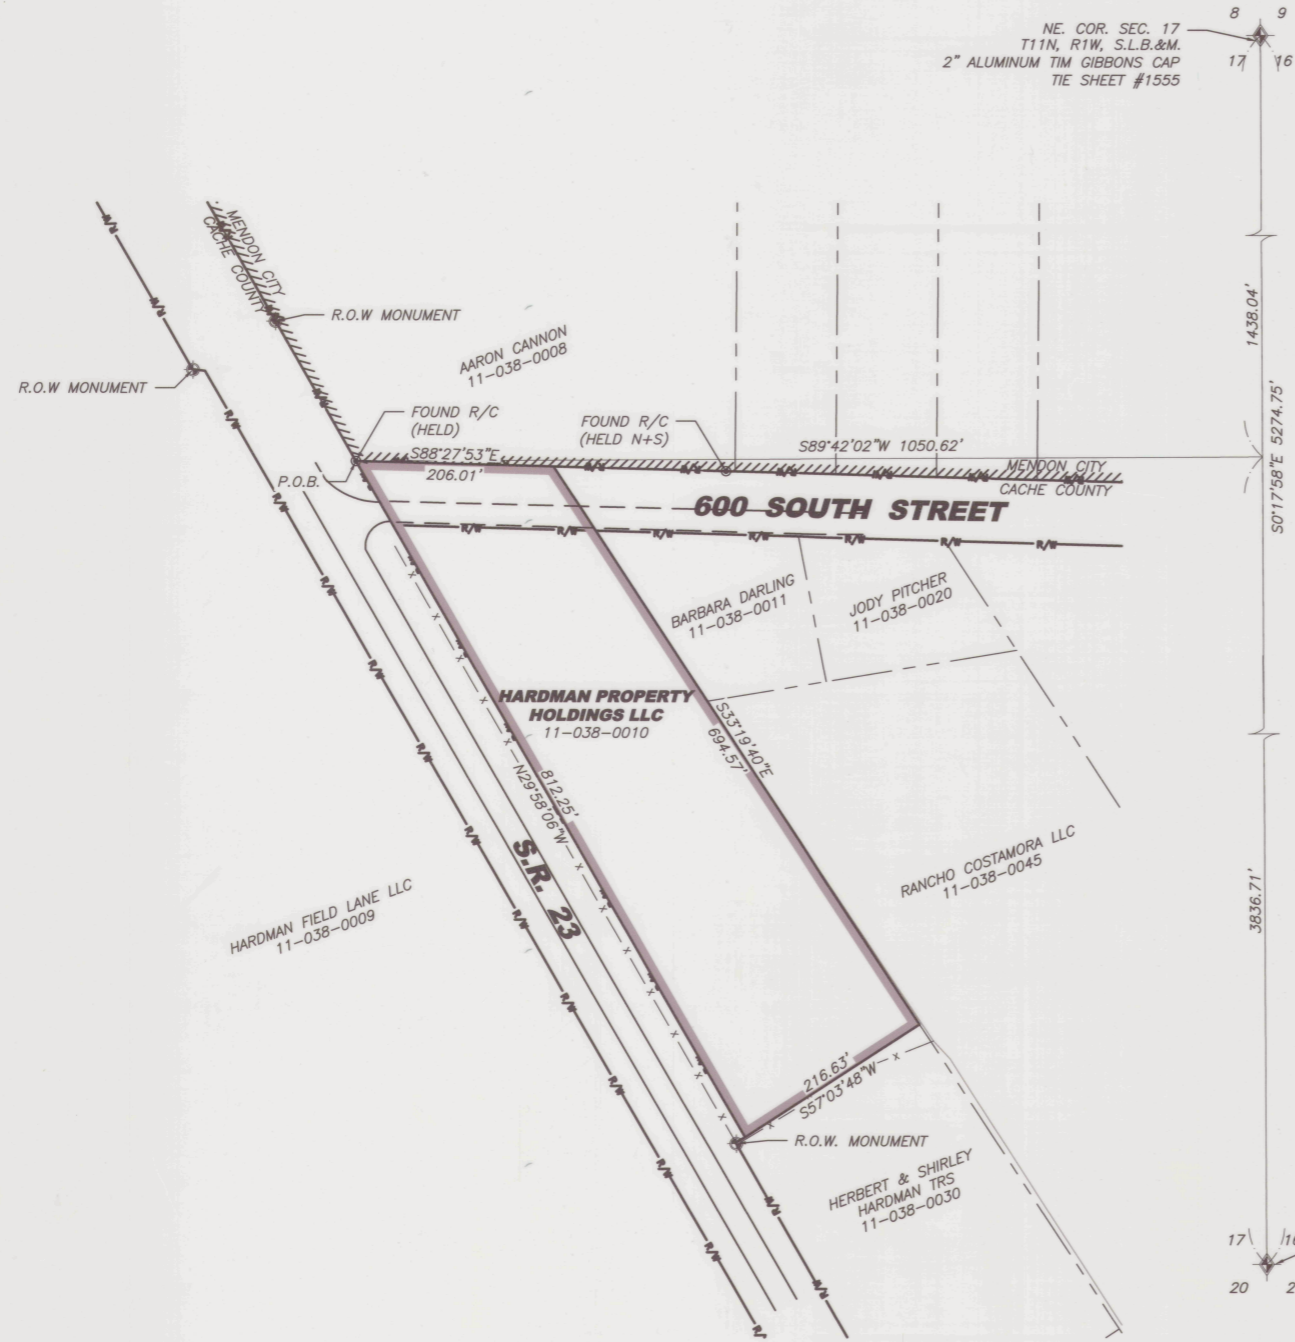 8 9
NE. COR. SEC. 17
T11N, R1W, S.L.B.&M.
2" ALUMINUM TIM GIBBONS CAP
TIE SHEET #1555
17 16
MENDON CITY
CACHE COUNTY
R.O.W MONUMENT
R.O.W MONUMENT
AARON CANNON
11-038-0008
FOUND R/C
(HELD)
FOUND R/C
(HELD N+S)
S89°42'02"W 1050.62'
1438.04'
S0°17'58"E 5274.75'
P.O.B.
S88°27'53"E
206.01'
MENDON CITY
CACHE COUNTY
600 SOUTH STREET
R/W R/W R/W R/W R/W R/W R/W
BARBARA DARLING
11-038-0011
JODY PITCHER
11-038-0020
HARDMAN PROPERTY
HOLDINGS LLC
11-038-0010
S33°19'40"E
694.57'
812.25'
N29°58'06"W
S.R. 23
RANCHO COSTAMORA LLC
11-038-0045
3836.71'
HARDMAN FIELD LANE LLC
11-038-0009
216.63'
S57°03'48"W
R.O.W. MONUMENT
HERBERT & SHIRLEY
HARDMAN TRS
11-038-0030
17
20